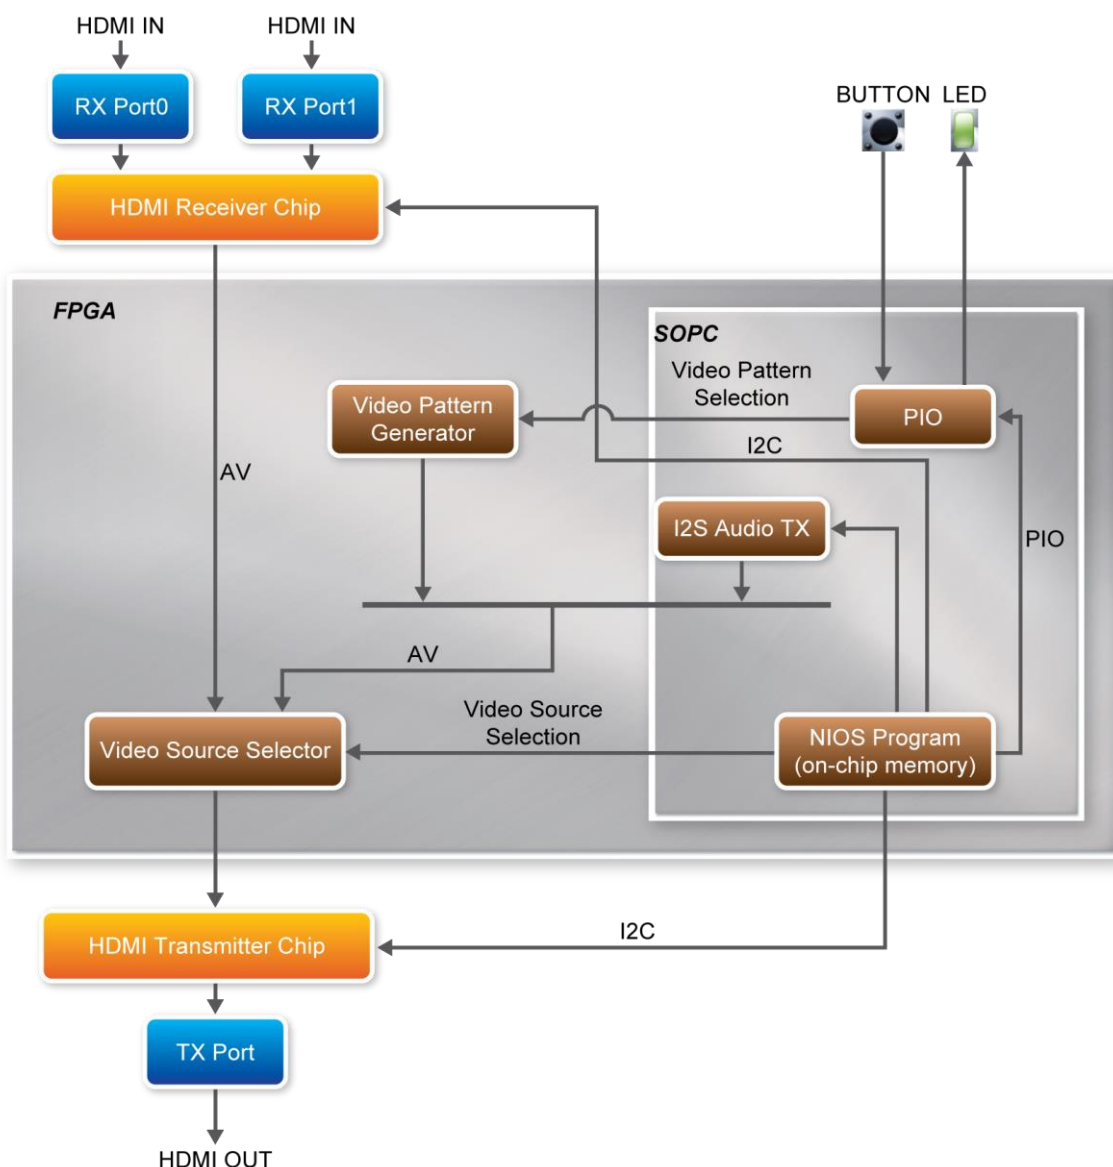 HDMI IN
HDMI IN
RX Port0
RX Port1
BUTTON
LED
HDMI Receiver Chip
FPGA
SOPC
Video Pattern
Selection
Video Pattern
Generator
PIO
I2C
AV
I2S Audio TX
PIO
AV
Video Source
Selection
Video Source Selector
NIOS Program
(on-chip memory)
I2C
HDMI Transmitter Chip
TX Port
HDMI OUT